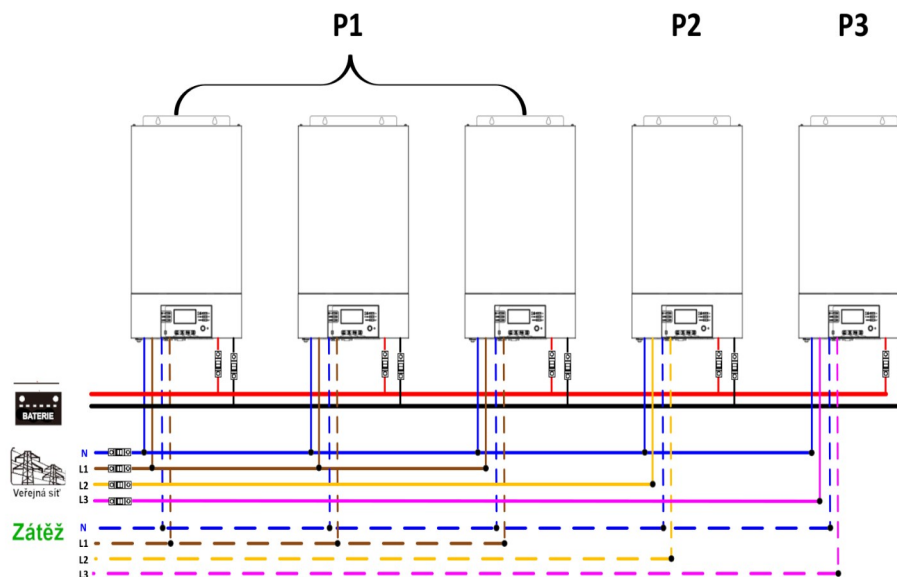 P1
P2
P3
BATERIE
N
L1
L2
L3
Veřejná síť
Zátěž
N
L1
L2
L3